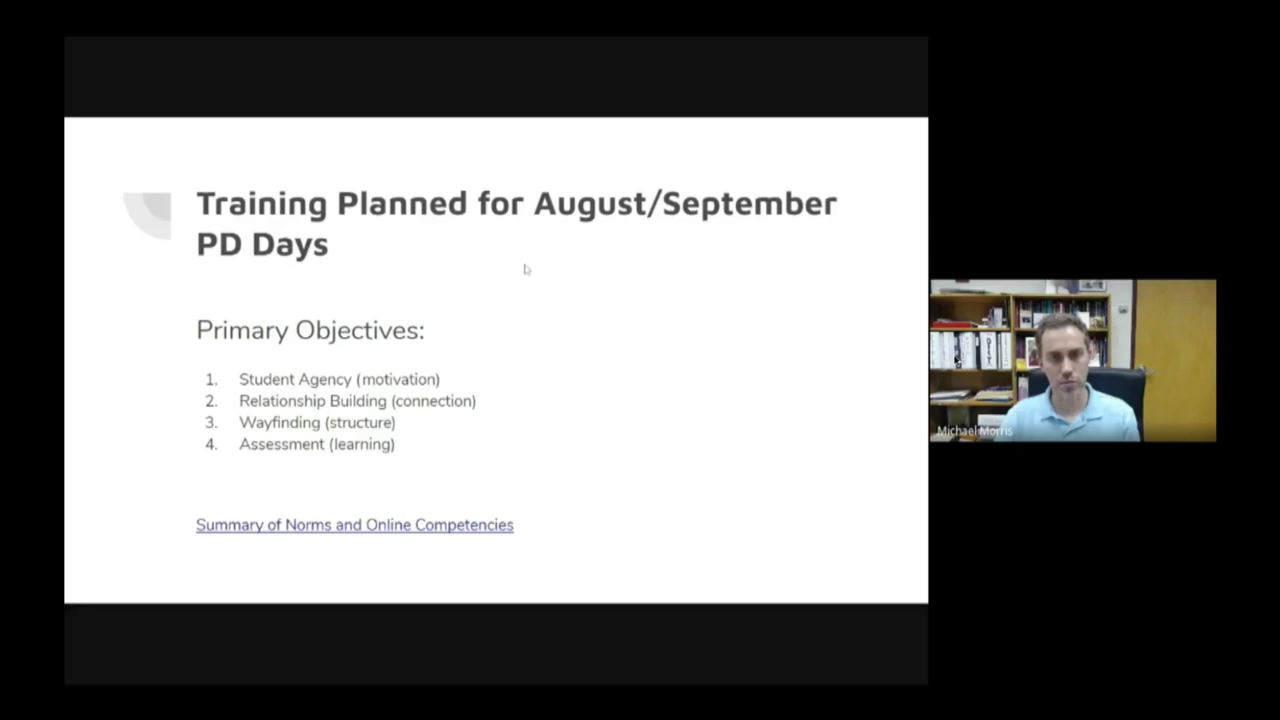 Training Planned for August/September
PD Days
Primary Objectives:
1. Student Agency (motivation)
2. Relationship Building (connection)
3. Wayfinding (structure)
4. Assessment (learning)
Summary of Norms and Online Competencies
Michael Morris